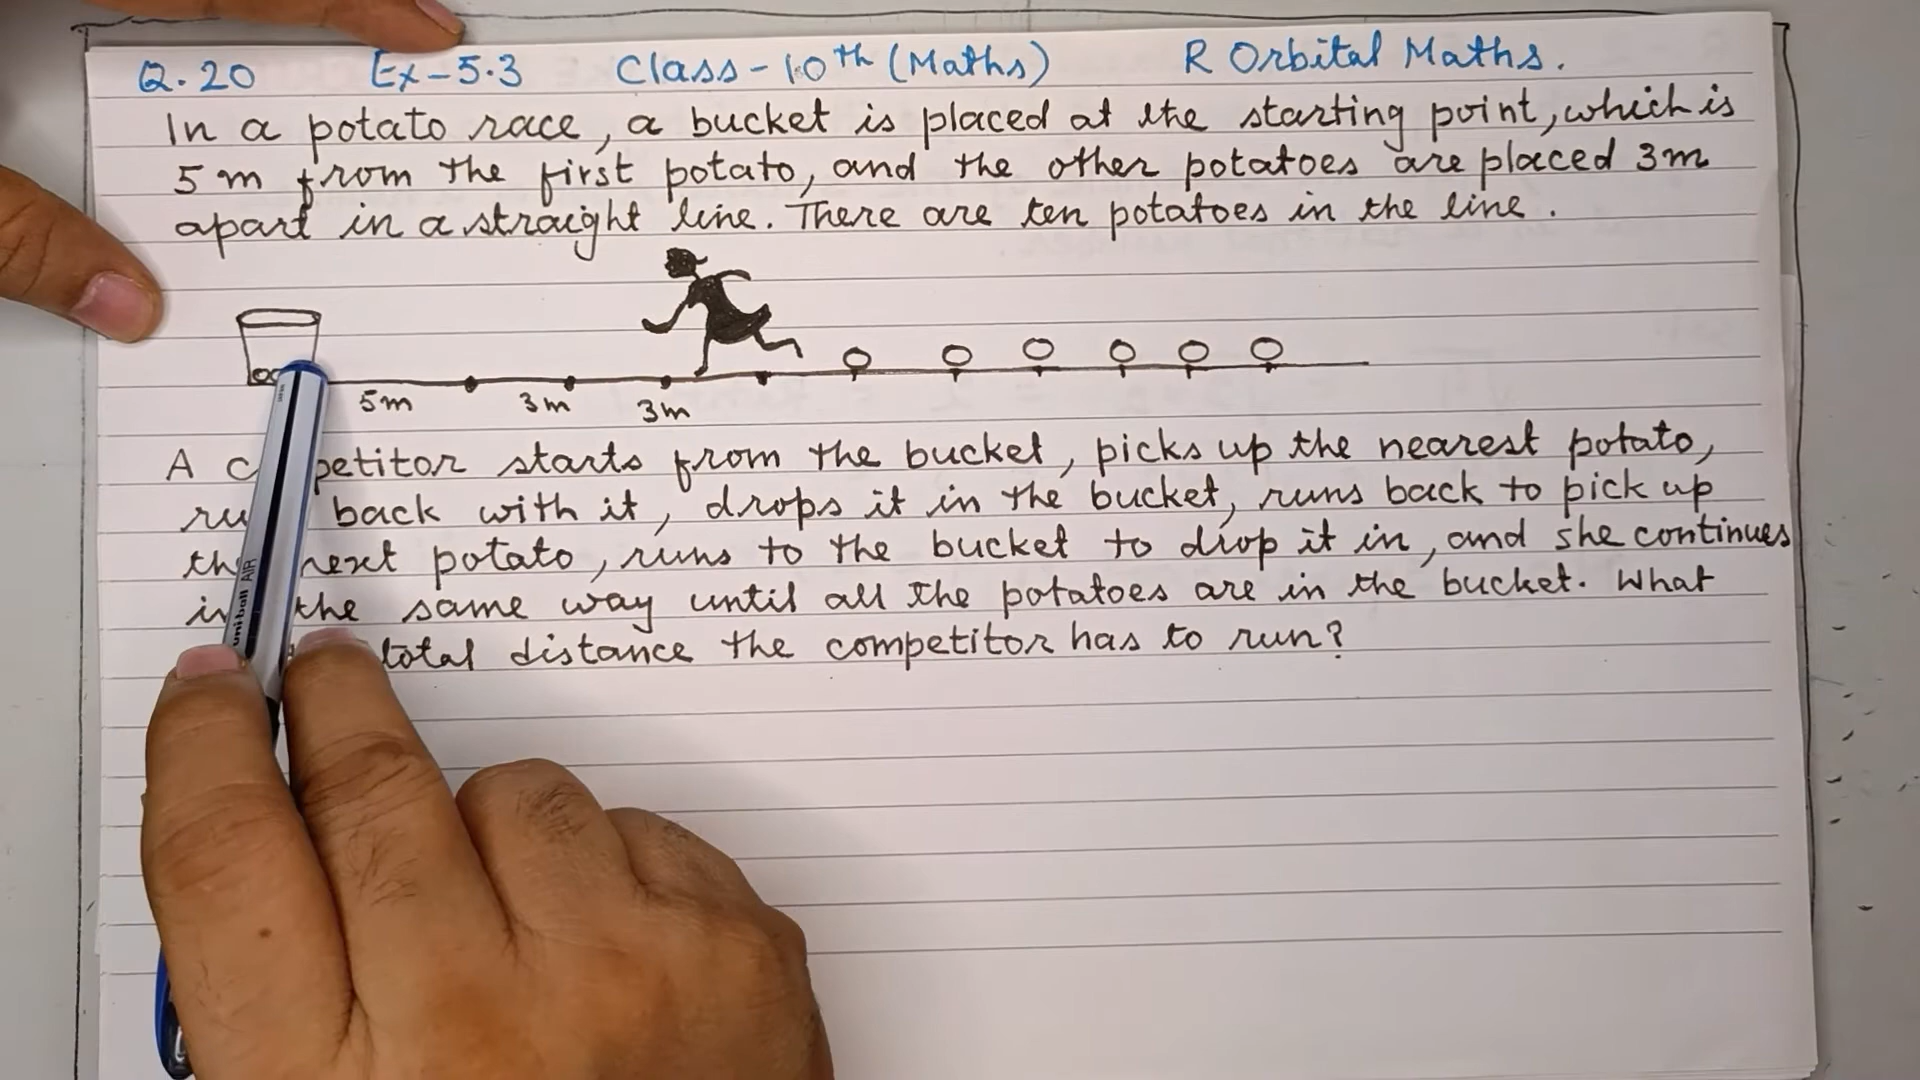 Q.20 Ex-5.3 Class-10th (Maths) R Orbital Maths.
In a potato race, a bucket is placed at the starting point, which is
5 m from the first potato, and the other potatoes are placed 3m
apart in a straight line. There are ten potatoes in the line.
5m 3m 3m
A petitor starts from the bucket, picks up the nearest potato,
back with it, drops it in the bucket, runs back to pick up
next potato, runs to the bucket to drop it in, and she continues
in the same way until all the potatoes are in the bucket. What
total distance the competitor has to run?
uniball AIR